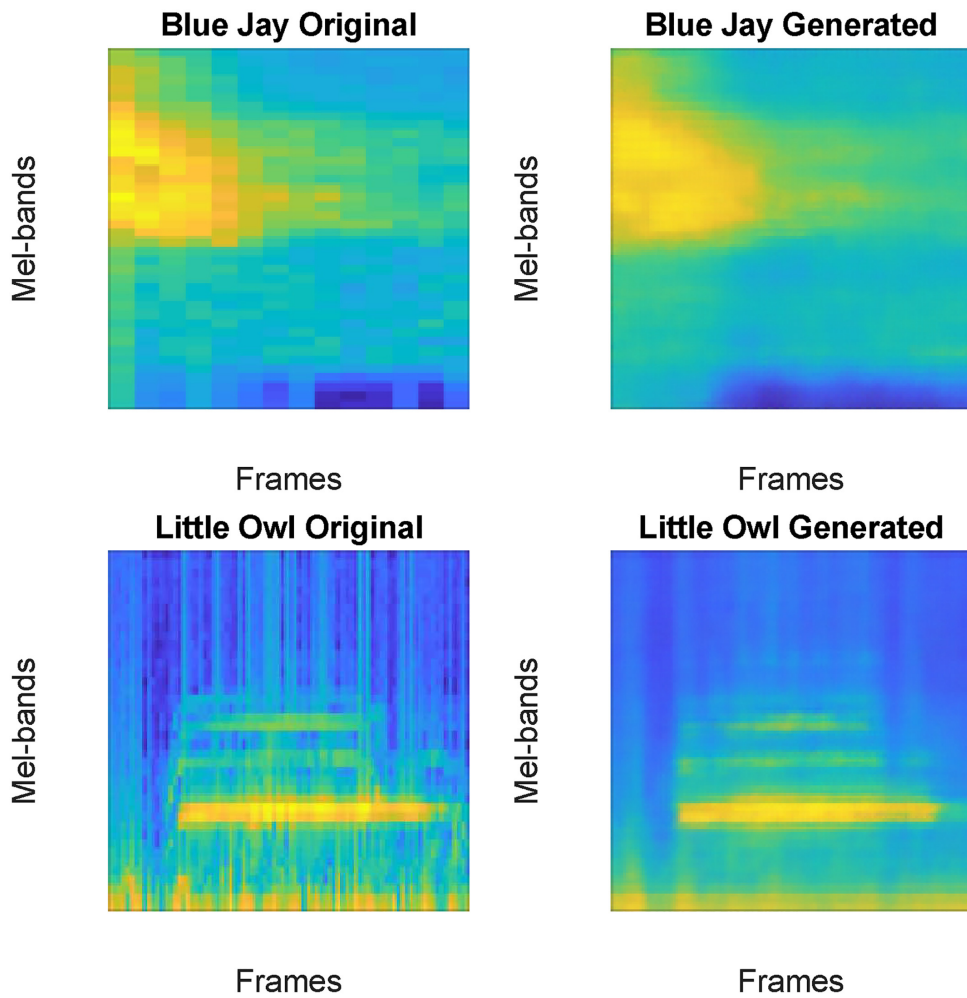 Blue Jay Original
Blue Jay Generated
Mel-bands
Mel-bands
Frames
Frames
Little Owl Original
Little Owl Generated
Mel-bands
Mel-bands
Frames
Frames